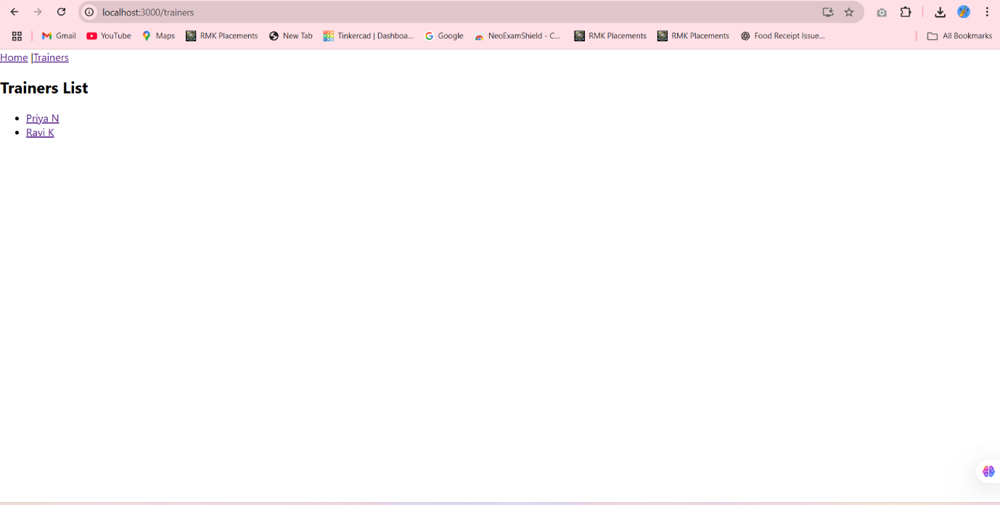 localhost:3000/trainers
Gmail YouTube Maps RMK Placements New Tab Tinkercad | Dashboa... Google NeoExamShield - C... RMK Placements RMK Placements Food Receipt Issue... All Bookmarks
Home |Trainers
Trainers List
Priya N
Ravi K